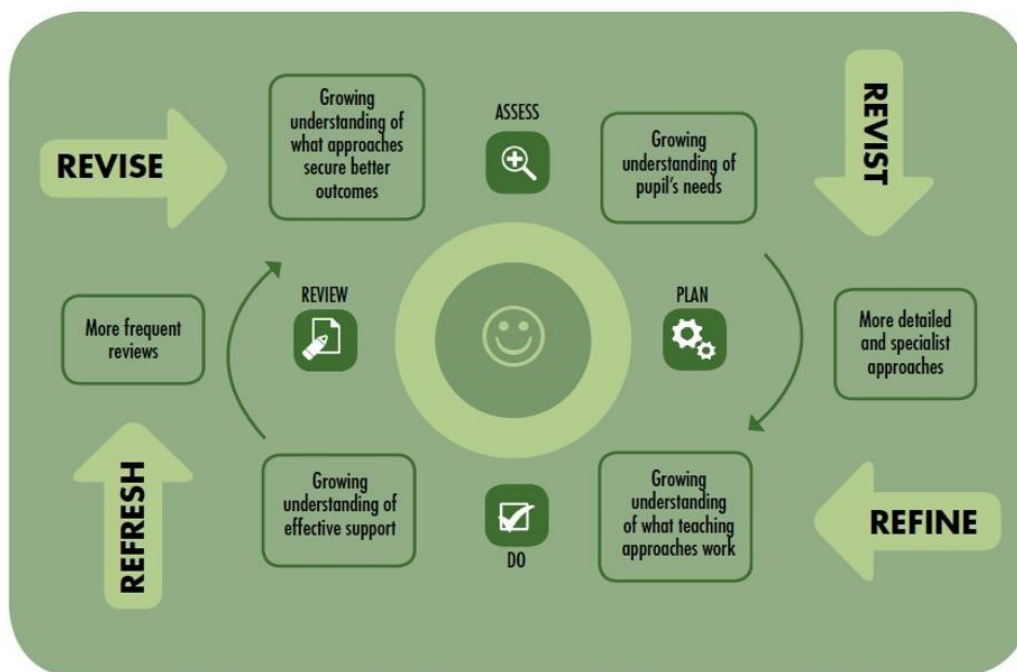 REVISE
Growing
understanding of
what approaches
secure better
outcomes
ASSESS
Growing
understanding of
pupil's needs
REVIST
More frequent
reviews
REVIEW
PLAN
More detailed
and specialist
approaches
REFRESH
Growing
understanding of
effective support
DO
Growing
understanding
of what teaching
approaches work
REFINE